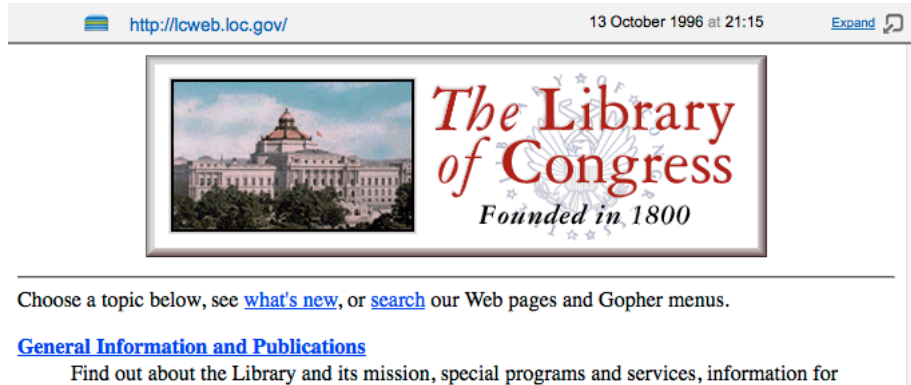 http://lcweb.loc.gov/ 13 October 1996 at 21:15 Expand
The Library
of Congress
Founded in 1800
Choose a topic below, see what's new, or search our Web pages and Gopher menus.
General Information and Publications
Find out about the Library and its mission, special programs and services, information for